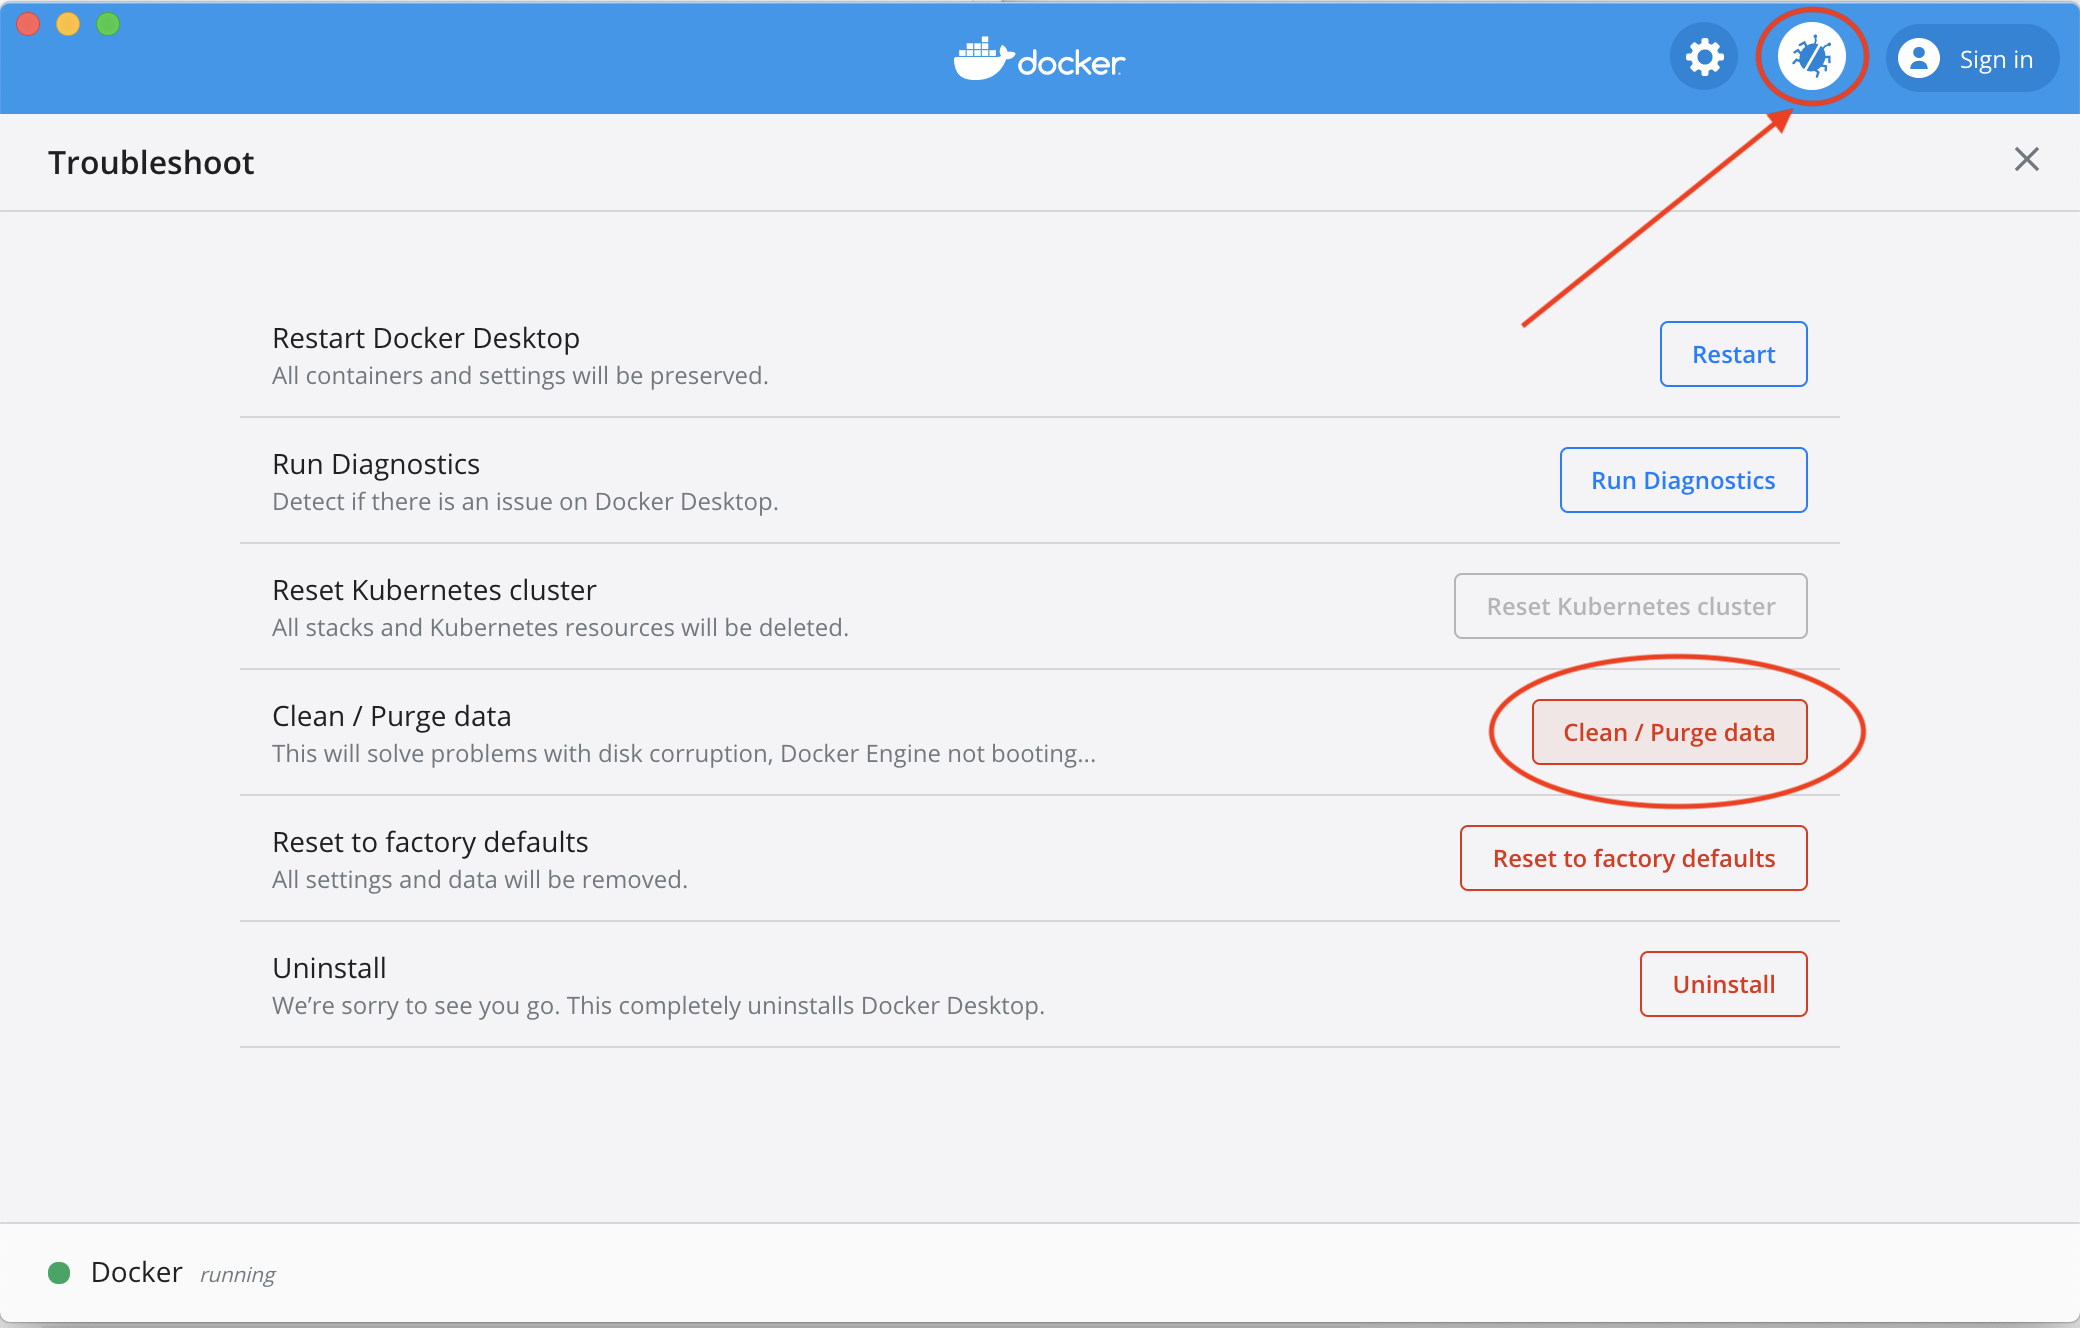 docker
Sign in
Troubleshoot
Restart Docker Desktop
All containers and settings will be preserved.
Restart
Run Diagnostics
Detect if there is an issue on Docker Desktop.
Run Diagnostics
Reset Kubernetes cluster
All stacks and Kubernetes resources will be deleted.
Reset Kubernetes cluster
Clean / Purge data
This will solve problems with disk corruption, Docker Engine not booting...
Clean / Purge data
Reset to factory defaults
All settings and data will be removed.
Reset to factory defaults
Uninstall
We’re sorry to see you go. This completely uninstalls Docker Desktop.
Uninstall
Docker running